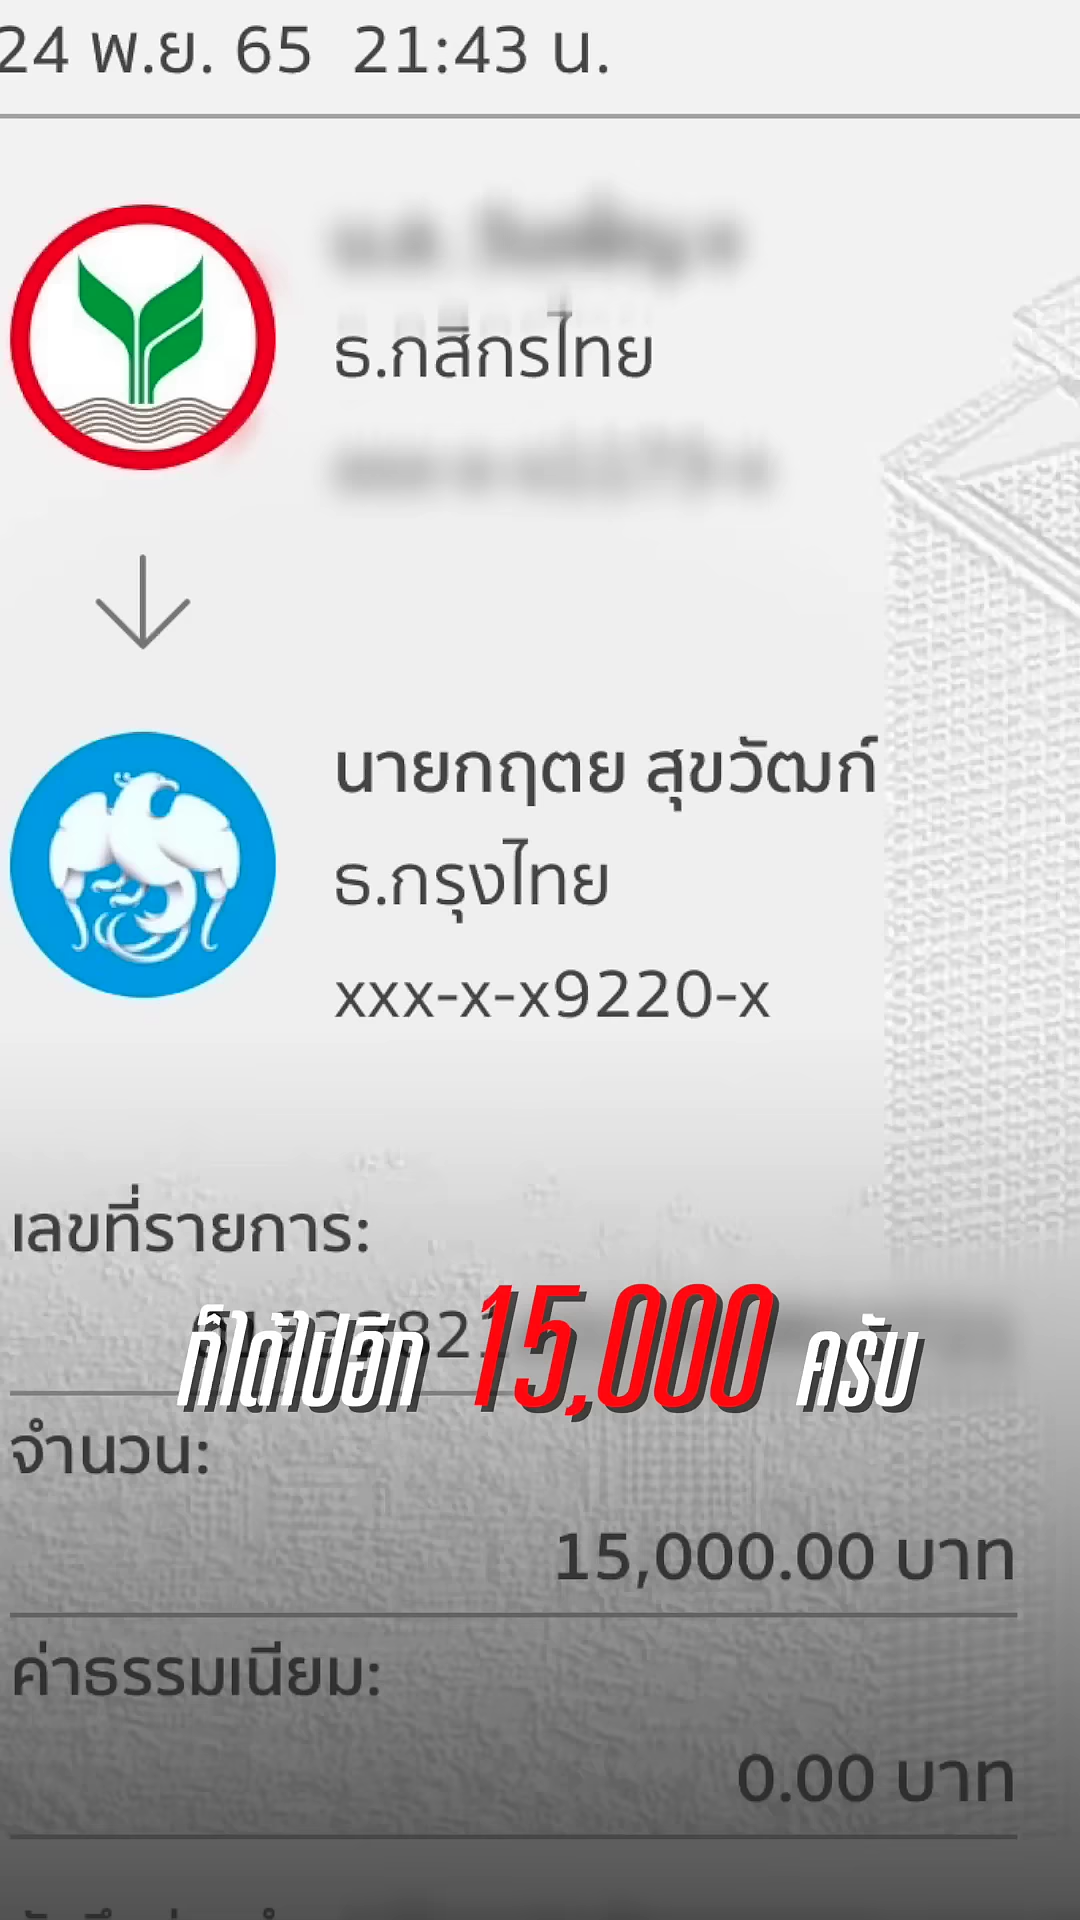 24 พ.ย. 65 21:43 น.
ธ.กสิกรไทย
นายกฤตย สุขวัฒก์
ธ.กรุงไทย
xxx-x-x9220-x
เลขที่รายการ:
ก็ได้ไปอีก 15,000 ครับ
จำนวน:
15,000.00 บาท
ค่าธรรมเนียม:
0.00 บาท